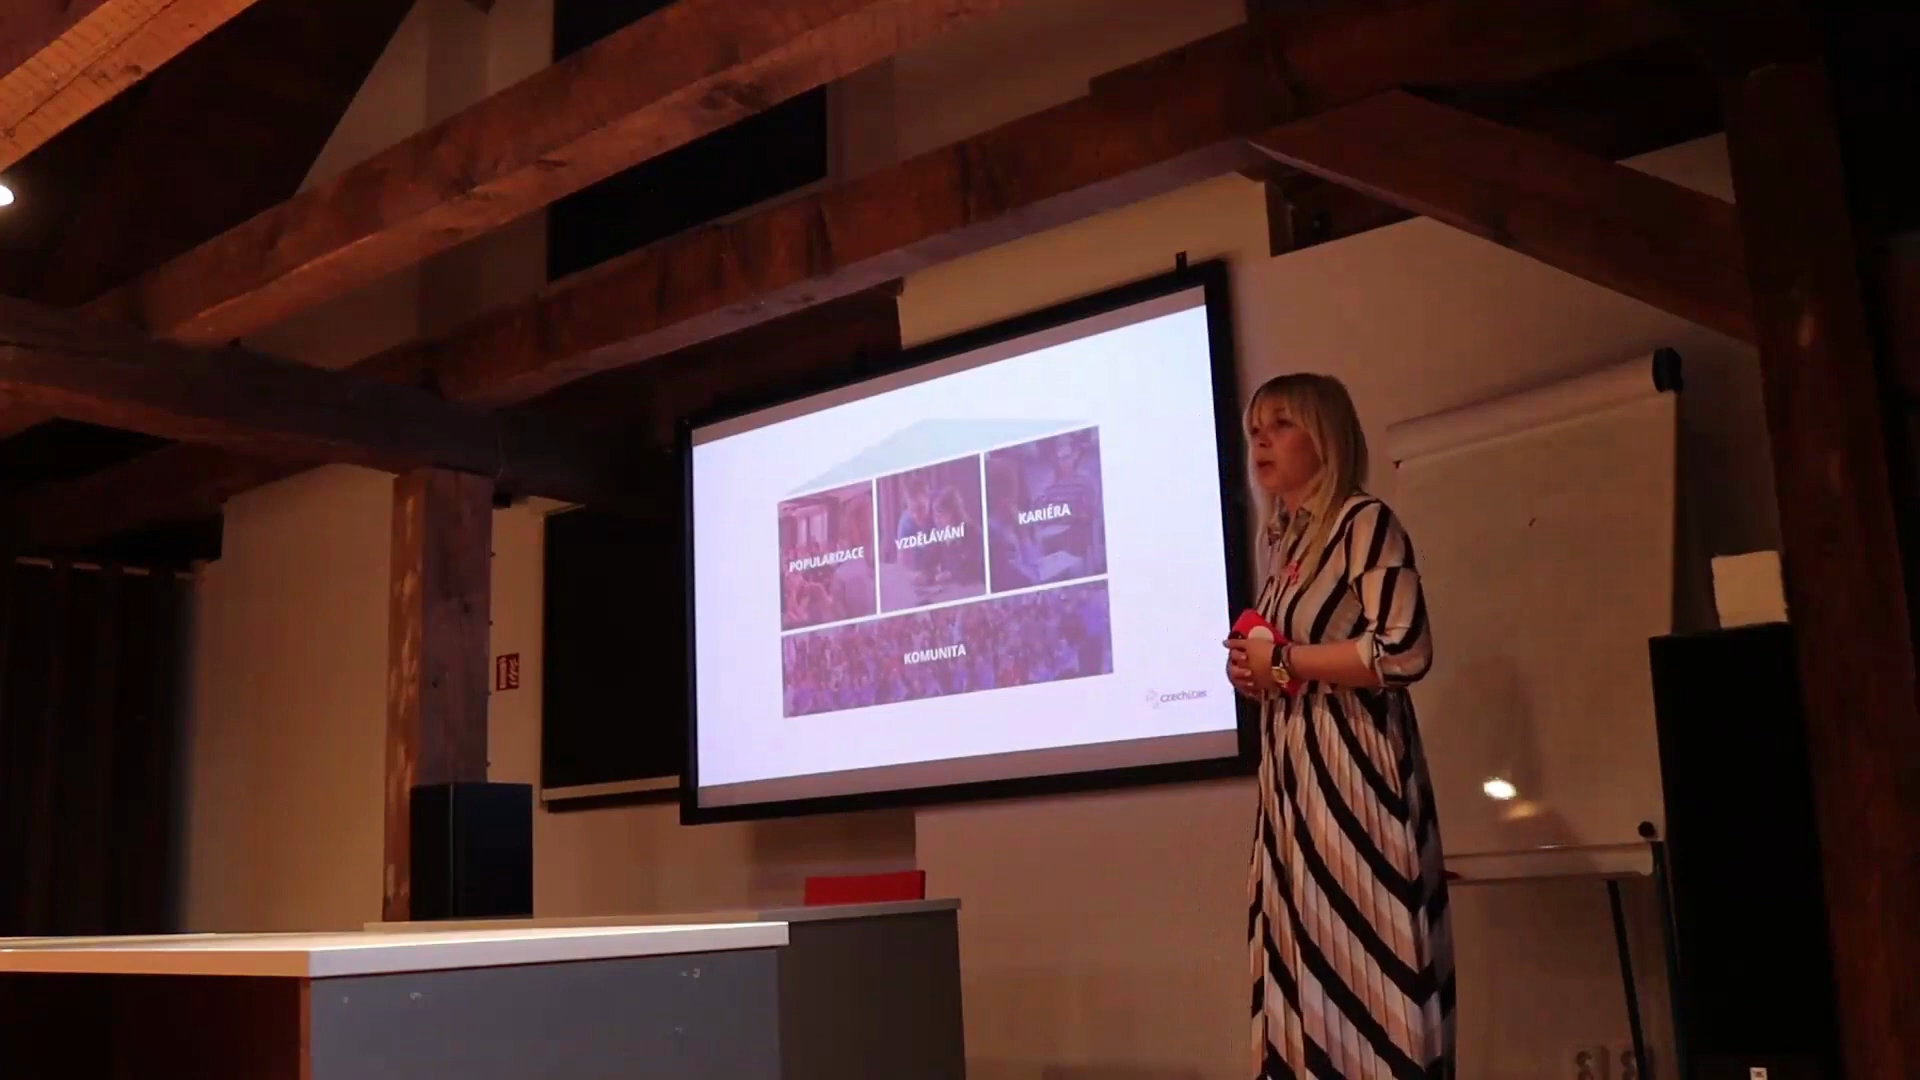 POPULARIZACE
VZDĚLÁVÁNÍ
KARIÉRA
KOMUNITA
czechitas